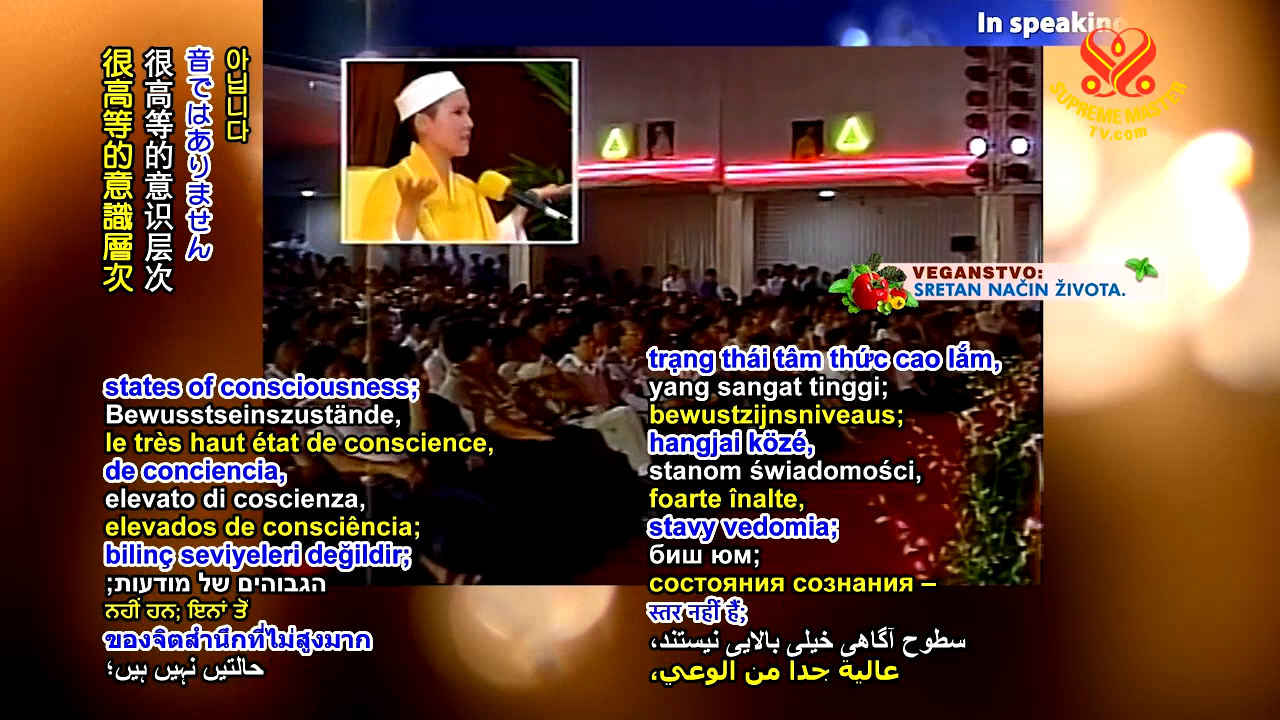 In speaking
SUPREME MASTER
TV.com
아닙니다
音ではありません
很高等的意识层次
很高等的意識層次
VEGANSTVO:
SRETAN NAČIN ŽIVOTA.
states of consciousness;
Bewusstseinszustände,
le très haut état de conscience,
de conciencia,
elevato di coscienza,
elevados de consciência;
bilinç seviyeleri değildir;
הגבוהים של מודעות;
ਨਹੀਂ ਹਨ; ਇਨਾਂ ਤੋਂ
ของจิตสำนึกที่ไม่สูงมาก
حالتیں نہیں ہیں؛
trạng thái tâm thức cao lắm,
yang sangat tinggi;
bewustzijnsniveaus;
hangjai közé,
stanom świadomości,
foarte înalte,
stavy vedomia;
биш юм;
состояния сознания –
स्तर नहीं हैं;
سطوح آگاهی خیلی بالایی نیستند،
عالية جدا من الوعي،